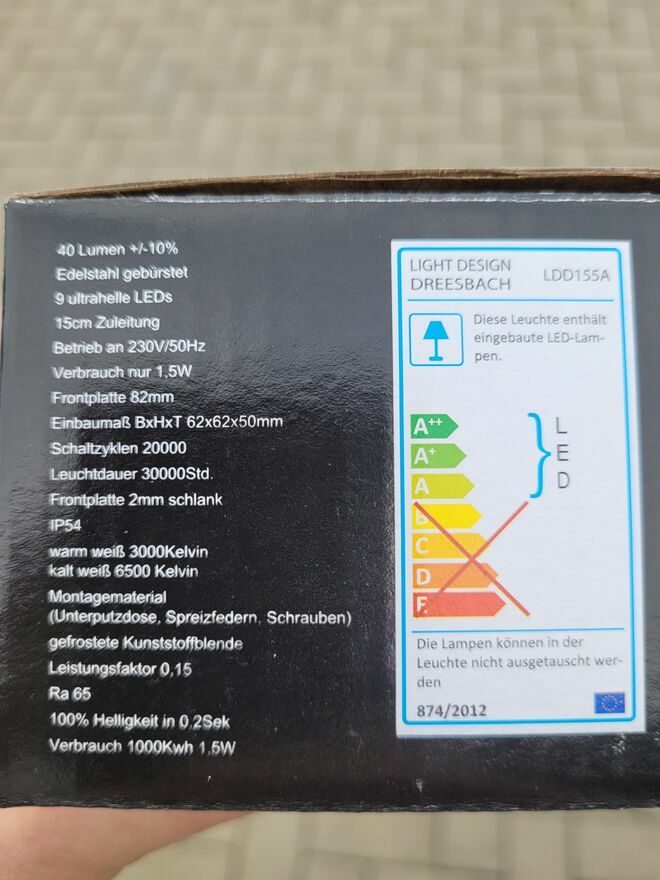 40 Lumen +/-10%
Edelstahl gebürstet
9 ultrahelle LEDs
15cm Zuleitung
Betrieb an 230V/50Hz
Verbrauch nur 1,5W
Frontplatte 82mm
Einbaumaß BxHxT 62x62x50mm
Schaltzyklen 20000
Leuchtdauer 30000Std.
Frontplatte 2mm schlank
IP54
warm weiß 3000Kelvin
kalt weiß 6500 Kelvin
Montagematerial
(Unterputzdose, Spreizfedern, Schrauben)
gefrostete Kunststoffblende
Leistungsfaktor 0,15
Ra 65
100% Helligkeit in 0,2Sek
Verbrauch 1000Kwh 1,5W
LIGHT DESIGN
DREESBACH
LDD155A
Diese Leuchte enthält
eingebaute LED-Lam-
pen.
A++
A+
A
B
C
D
E
L
E
D
Die Lampen können in der
Leuchte nicht ausgetauscht wer-
den
874/2012